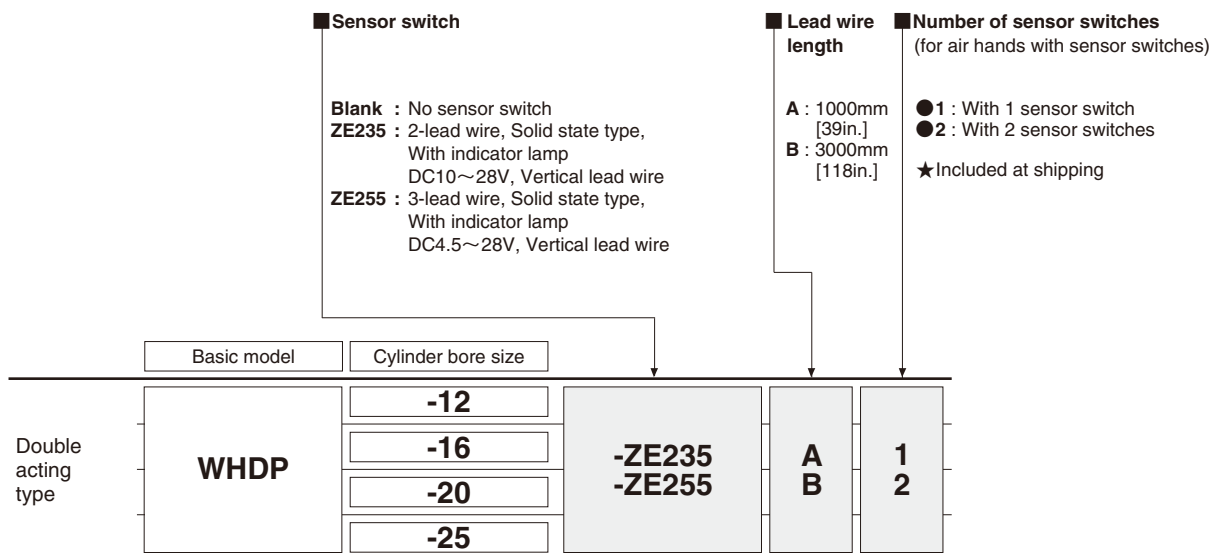 ■Sensor switch
Blank : No sensor switch
ZE235 : 2-lead wire, Solid state type,
With indicator lamp
DC10～28V, Vertical lead wire
ZE255 : 3-lead wire, Solid state type,
With indicator lamp
DC4.5～28V, Vertical lead wire
■Lead wire
length
A : 1000mm
[39in.]
B : 3000mm
[118in.]
■Number of sensor switches
(for air hands with sensor switches)
●1 : With 1 sensor switch
●2 : With 2 sensor switches
★Included at shipping
Basic model
Cylinder bore size
Double
acting
type
WHDP
-12
-16
-20
-25
-ZE235
-ZE255
A
B
1
2